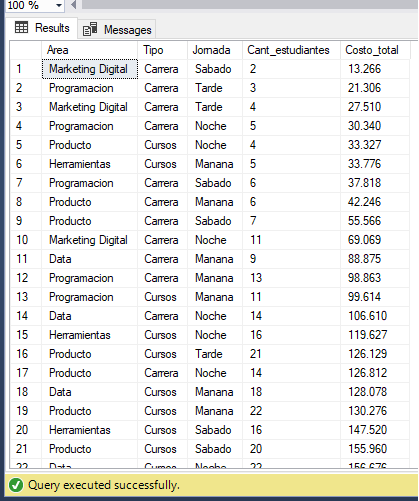 100 %
Results Messages
Area Tipo Jornada Cant_estudiantes Costo_total
1 Marketing Digital Carrera Sabado 2 13.266
2 Programacion Carrera Tarde 3 21.306
3 Marketing Digital Carrera Tarde 4 27.510
4 Programacion Carrera Noche 5 30.340
5 Producto Cursos Noche 4 33.327
6 Herramientas Cursos Manana 5 33.776
7 Programacion Carrera Sabado 6 37.818
8 Producto Carrera Manana 6 42.246
9 Producto Carrera Sabado 7 55.566
10 Marketing Digital Carrera Noche 11 69.069
11 Data Carrera Manana 9 88.875
12 Programacion Carrera Manana 13 98.863
13 Programacion Cursos Manana 11 99.614
14 Data Carrera Noche 14 106.610
15 Herramientas Cursos Noche 16 119.627
16 Producto Cursos Tarde 21 126.129
17 Producto Carrera Noche 14 126.812
18 Data Cursos Manana 18 128.078
19 Producto Cursos Manana 22 130.276
20 Herramientas Cursos Sabado 16 147.520
21 Producto Cursos Sabado 20 155.960
22 Data Cursos Noche 22 156.676
Query executed successfully.